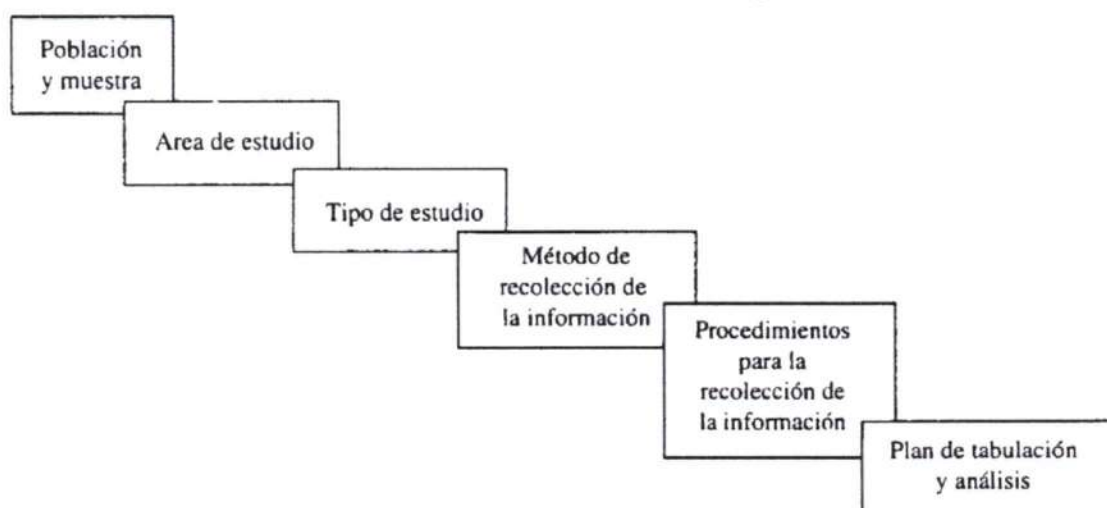 Población
y muestra
Area de estudio
Tipo de estudio
Método de
recolección de
la información
Procedimientos
para la
recolección de
la información
Plan de tabulación
y análisis